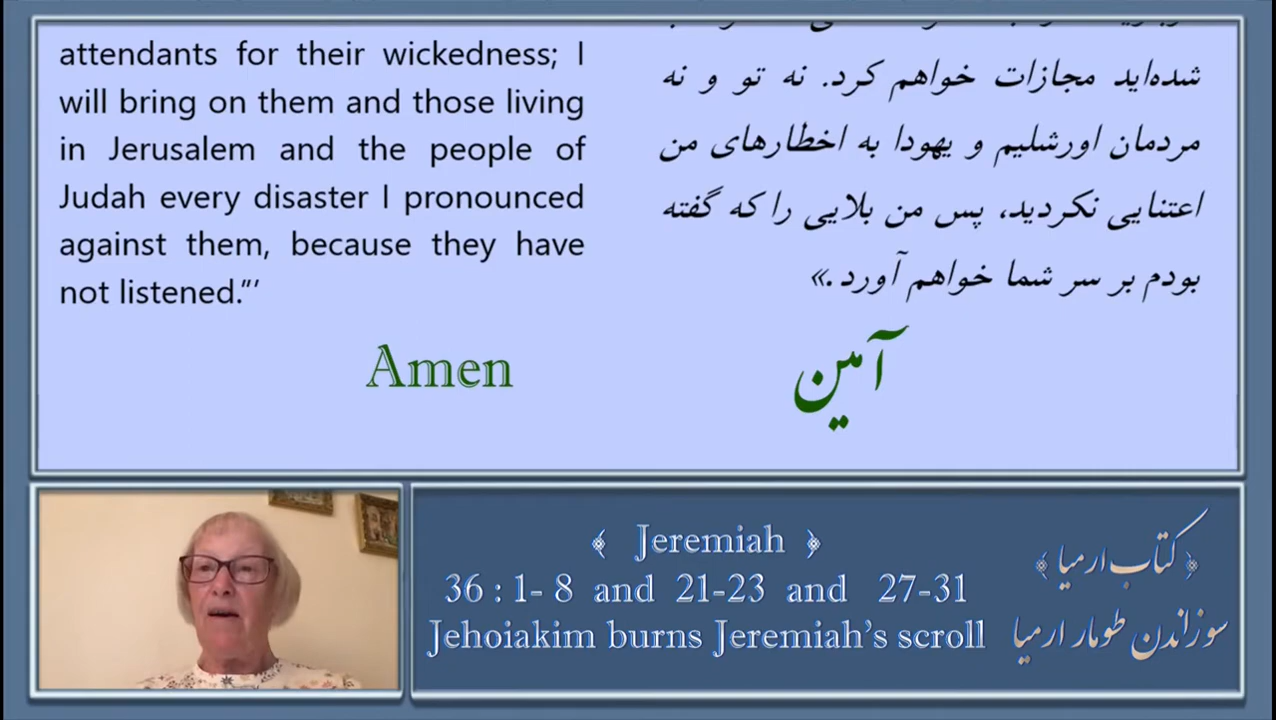 attendants for their wickedness; I
will bring on them and those living
in Jerusalem and the people of
Judah every disaster I pronounced
against them, because they have
not listened.”’
Amen
شده‌اید مجازات خواهم کرد. نه تو و نه
مردمان اورشلیم و یهودا به اخطارهای من
اعتنایی نکردید، پس من بلایی را که گفته
بودم بر سر شما خواهم آورد.»
آمین
﴾ Jeremiah ﴿
36 : 1- 8 and 21-23 and 27-31
Jehoiakim burns Jeremiah’s scroll
﴿ کتاب ارمیا ﴾
سوزاندن طومار ارمیا